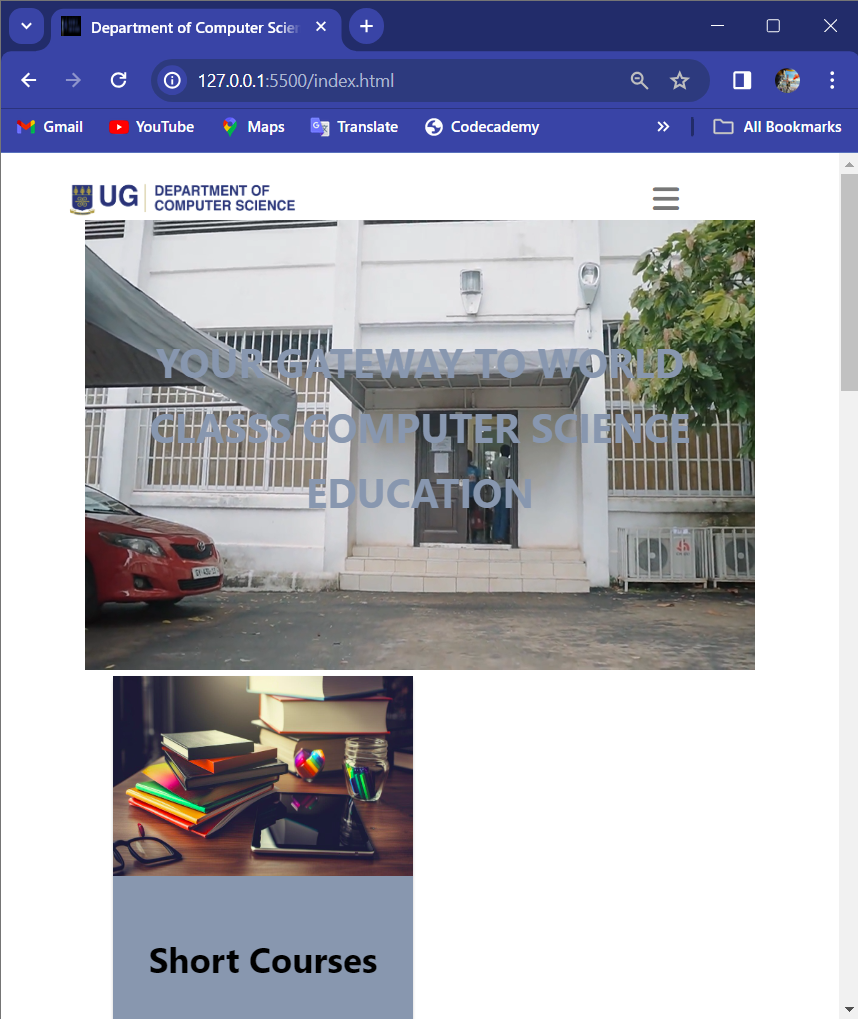 Department of Computer Scien
127.0.0.1:5500/index.html
Gmail
YouTube
Maps
Translate
Codecademy
All Bookmarks
UG
DEPARTMENT OF
COMPUTER SCIENCE
YOUR GATEWAY TO WORLD
CLASSS COMPUTER SCIENCE
EDUCATION
Short Courses